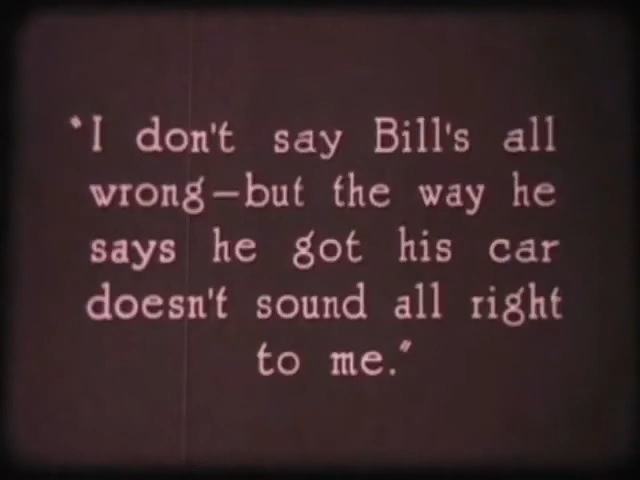 "I don't say Bill's all
wrong—but the way he
says he got his car
doesn't sound all right
to me."